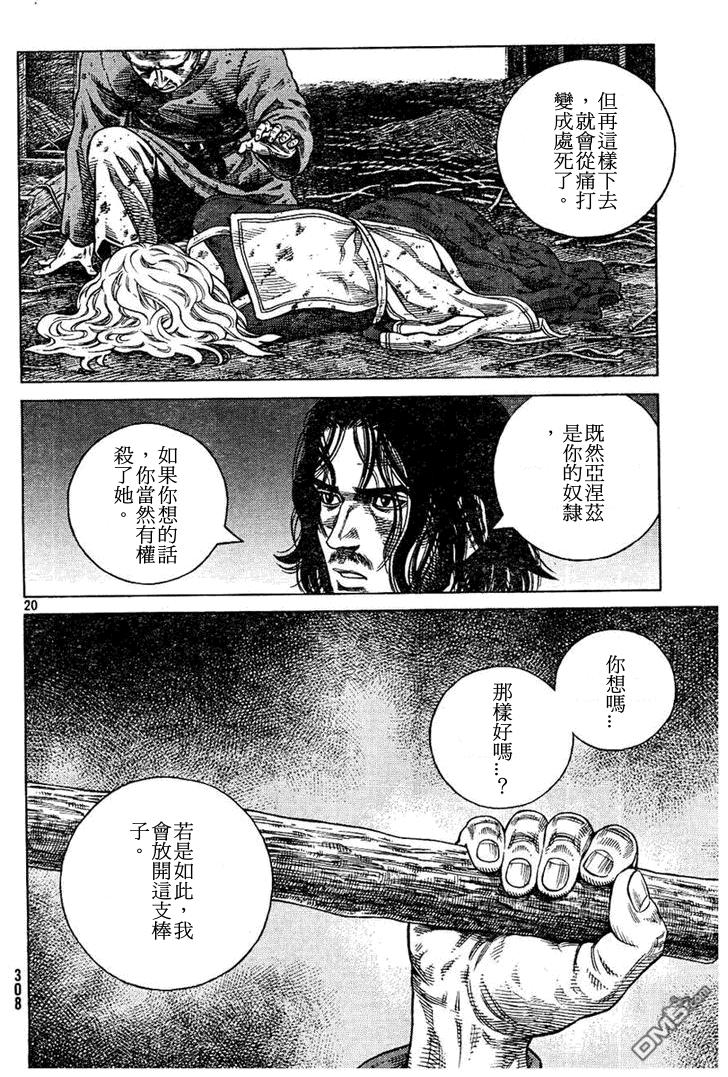 但再這樣下去
，就會從痛打
變成處死了。
既然亞涅茲
是你的奴隸
，
如果你想的話
，你當然有權
殺了她。
20
你想嗎…
那樣好嗎…？
若是如此，我
會放開這支棒
子。
308
DM5.com